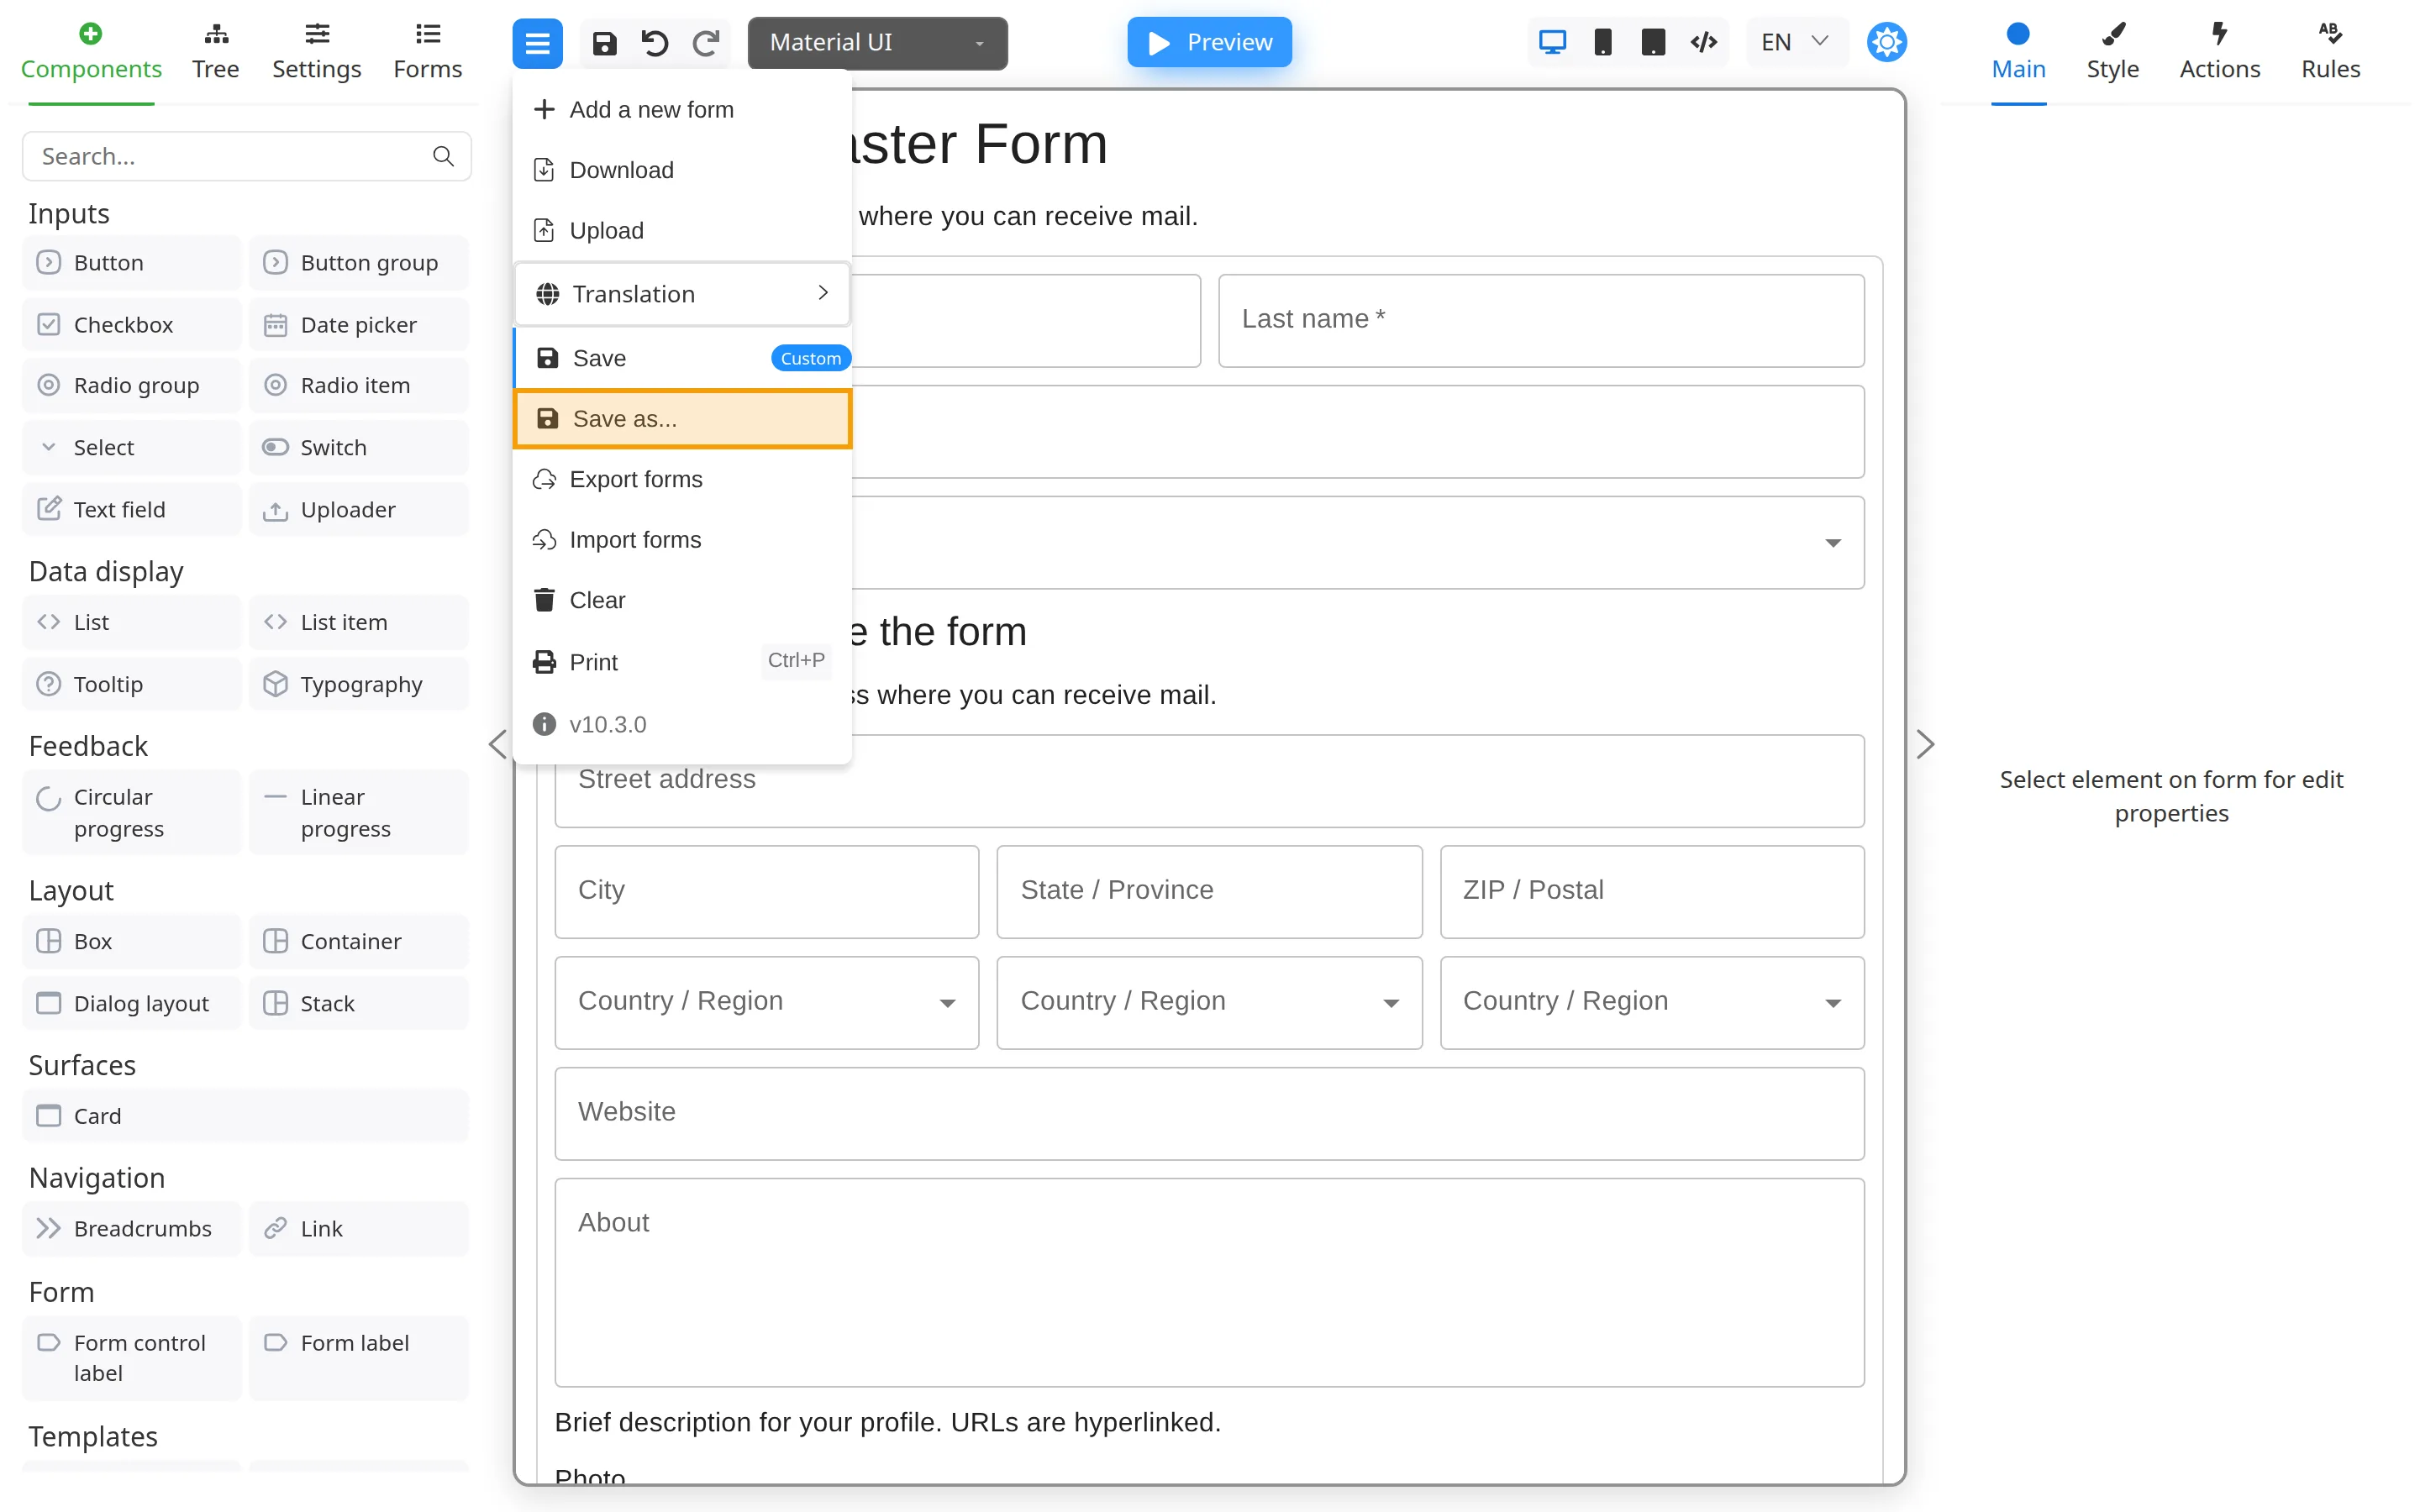 Components
Tree
Settings
Forms
Material UI
Preview
EN
Main
Style
Actions
Rules
Search...
Inputs
Button
Button group
Checkbox
Date picker
Radio group
Radio item
Select
Switch
Text field
Uploader
Data display
List
List item
Tooltip
Typography
Feedback
Circular
progress
Linear
progress
Layout
Box
Container
Dialog layout
Stack
Surfaces
Card
Navigation
Breadcrumbs
Link
Form
Form control
label
Form label
Templates
Add a new form
Download
Upload
Translation
Save
Custom
Save as...
Export forms
Import forms
Clear
Print
Ctrl+P
v10.3.0
aster Form
where you can receive mail.
Last name *
e the form
ss where you can receive mail.
Street address
City
State / Province
ZIP / Postal
Country / Region
Country / Region
Country / Region
Website
About
Brief description for your profile. URLs are hyperlinked.
Photo
Select element on form for edit
properties